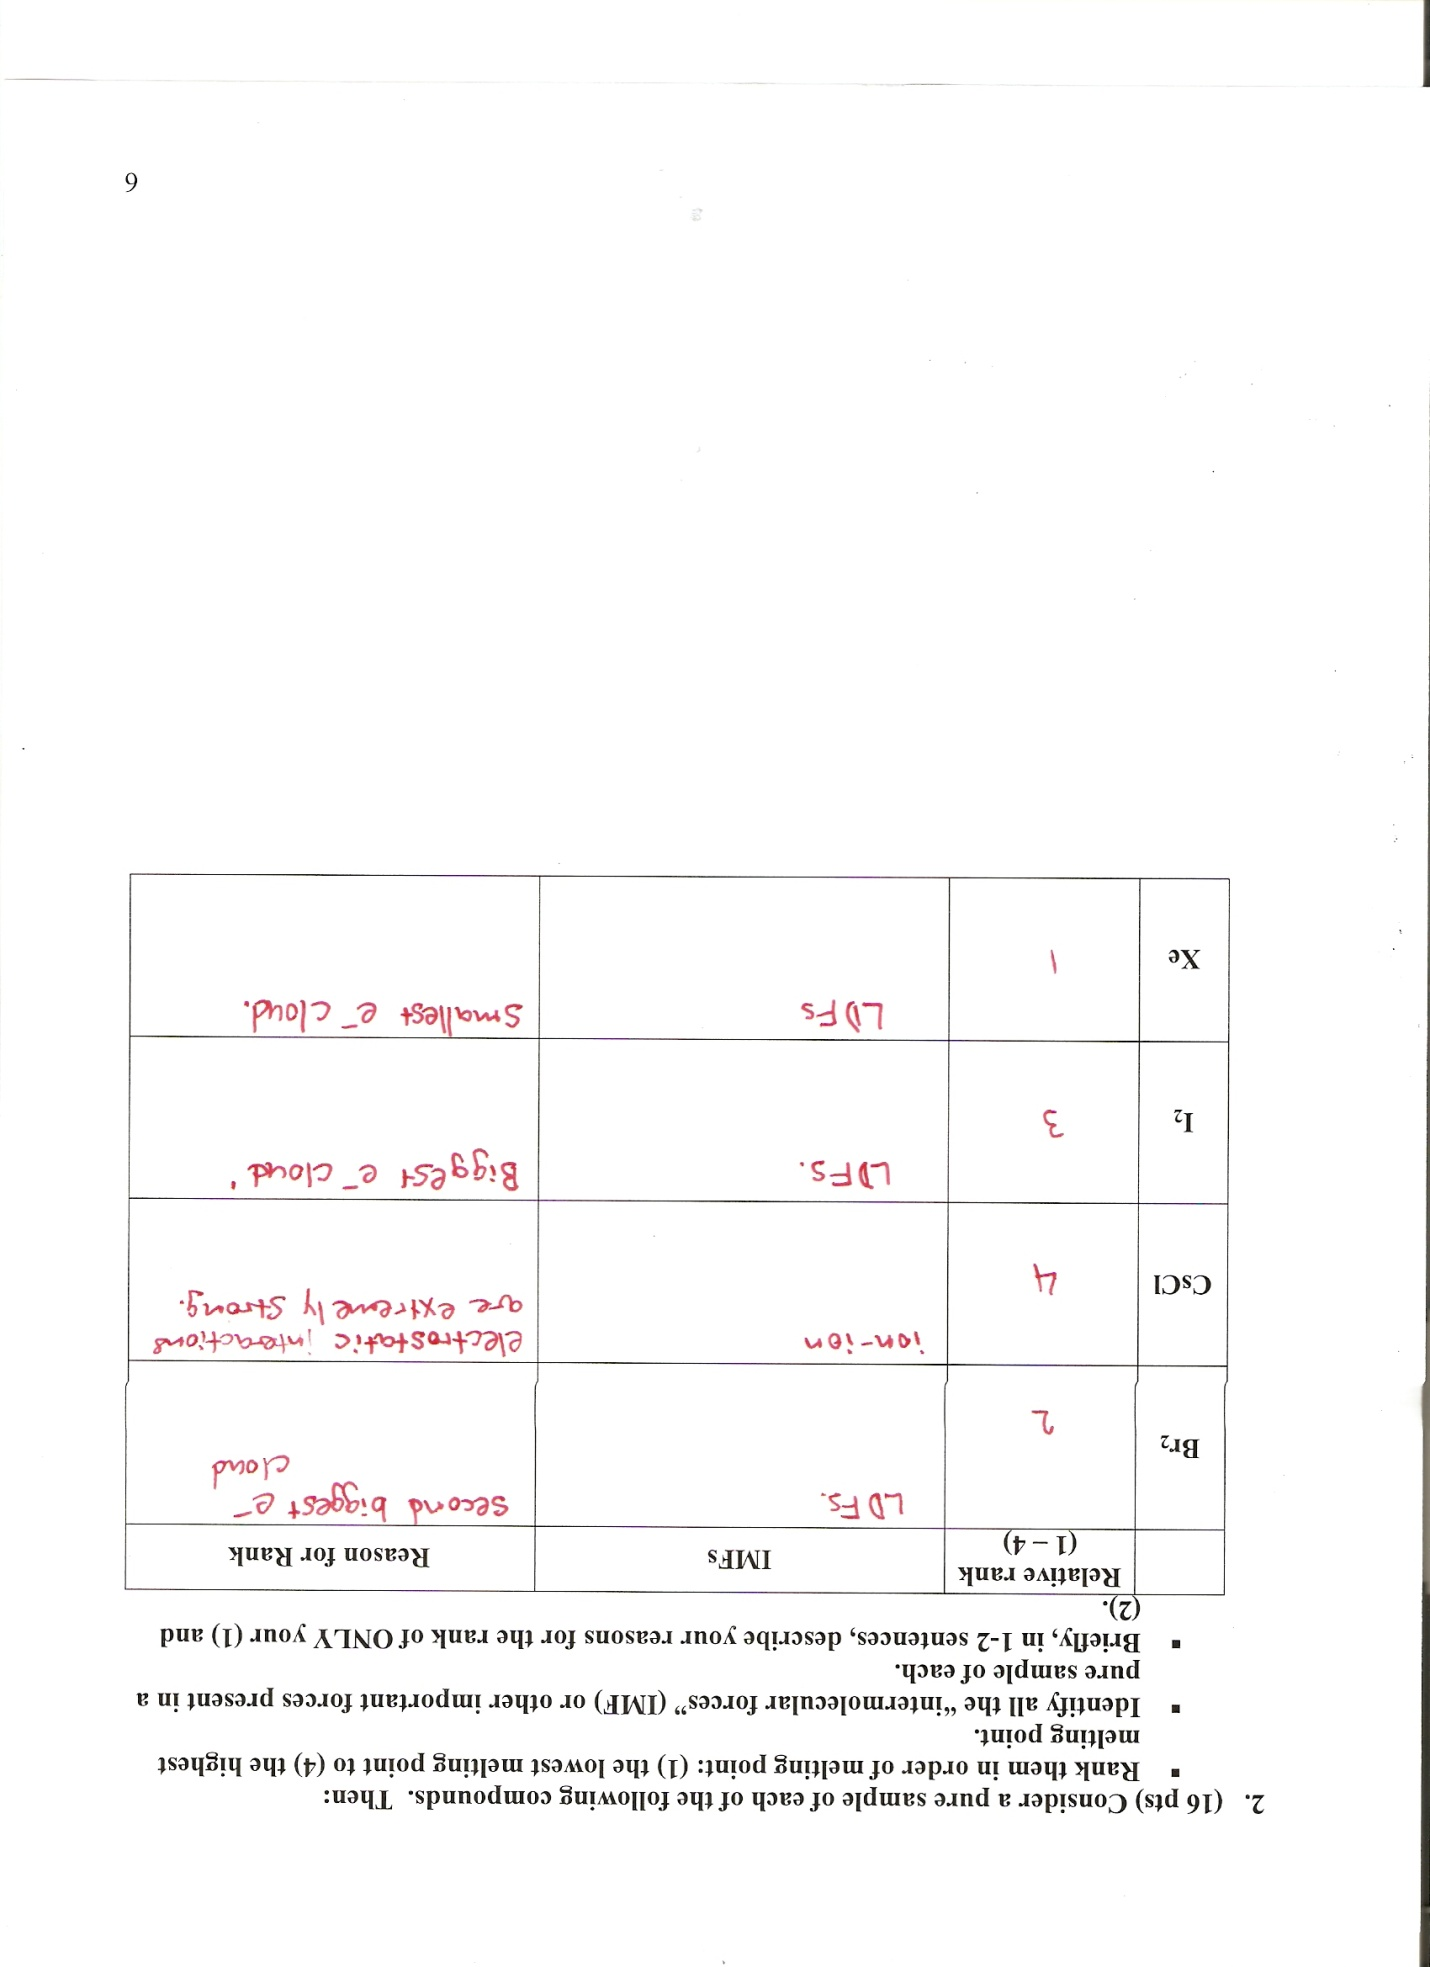 2. (16 pts) Consider a pure sample of each of the following compounds. Then:
▪ Rank them in order of melting point: (1) the lowest melting point to (4) the highest
melting point.
▪ Identify all the “intermolecular forces” (IMF) or other important forces present in a
pure sample of each.
▪ Briefly, in 1-2 sentences, describe your reasons for the rank of ONLY your (1) and
(2).
Relative rank
(1 – 4)
IMFs
Reason for Rank
Br2
2
LDFs.
second biggest e⁻
cloud
CsCl
4
ion-ion
electrostatic interactions
are extremely strong.
I2
3
LDFs.
Biggest e⁻ cloud.
Xe
1
LDFs
Smallest e⁻ cloud.
6